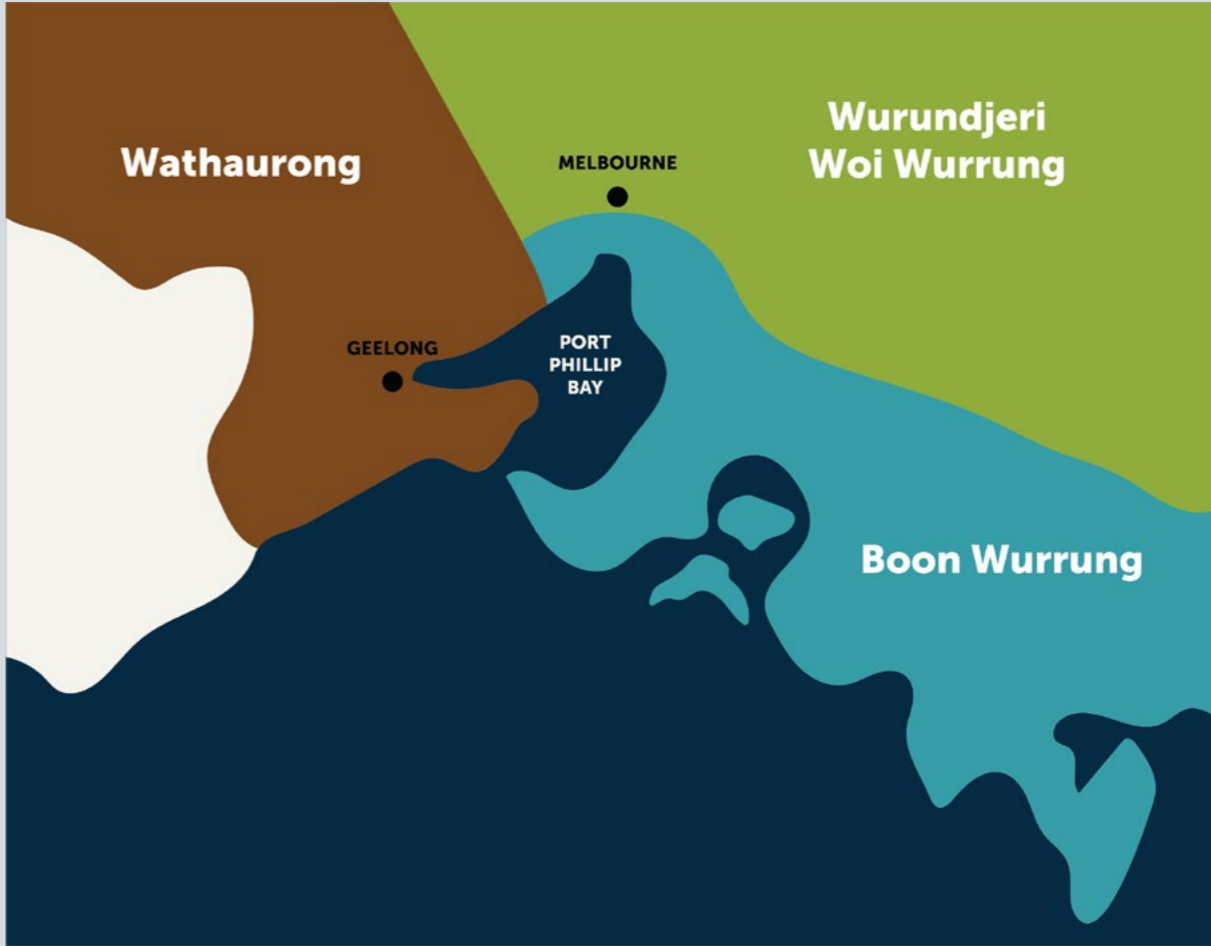 Wurundjeri
Woi Wurrung
Wathaurong
MELBOURNE
GEELONG
PORT
PHILLIP
BAY
Boon Wurrung